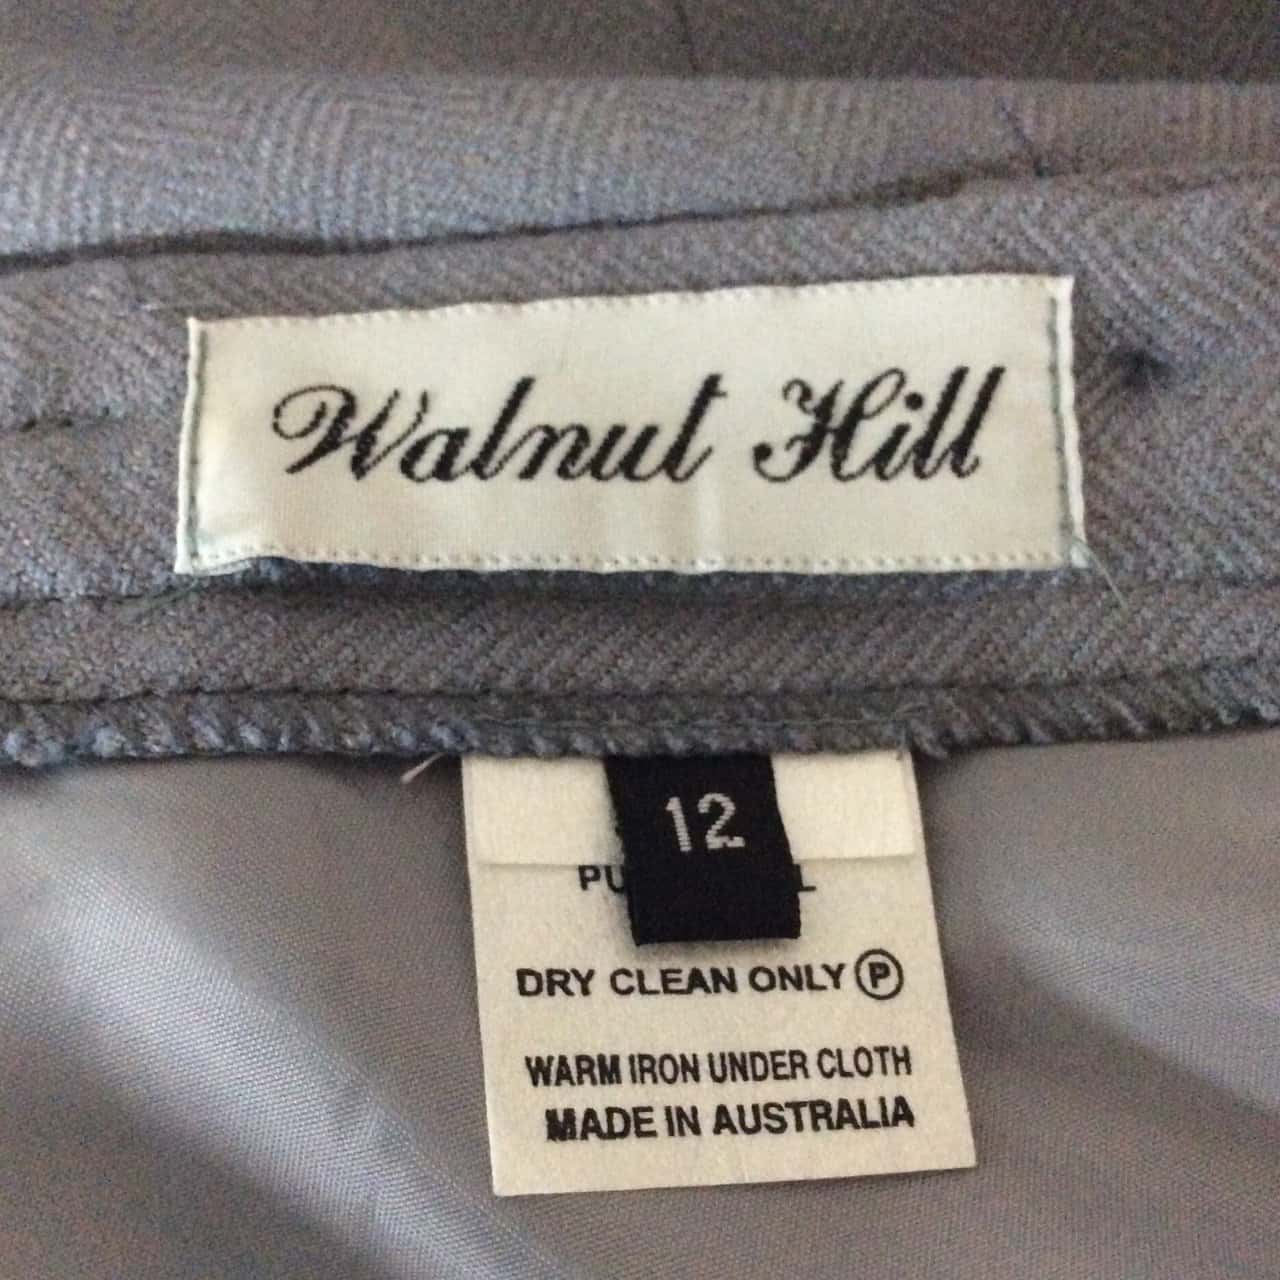 Walnut Hill
12
DRY CLEAN ONLY Ⓟ
WARM IRON UNDER CLOTH
MADE IN AUSTRALIA